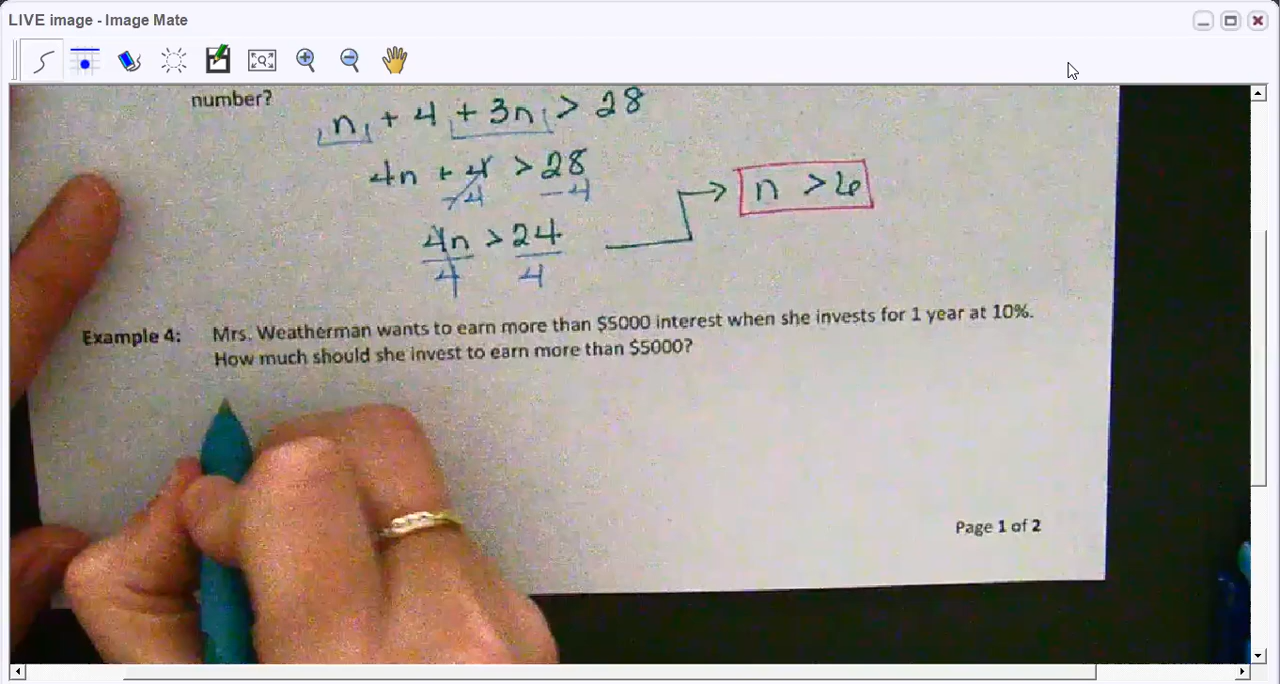 LIVE image - Image Mate
number?
n + 4 + 3n > 28
4n + 4 > 28
-4 -4
4n > 24
4 4
n > 6
Example 4: Mrs. Weatherman wants to earn more than $5000 interest when she invests for 1 year at 10%.
How much should she invest to earn more than $5000?
Page 1 of 2